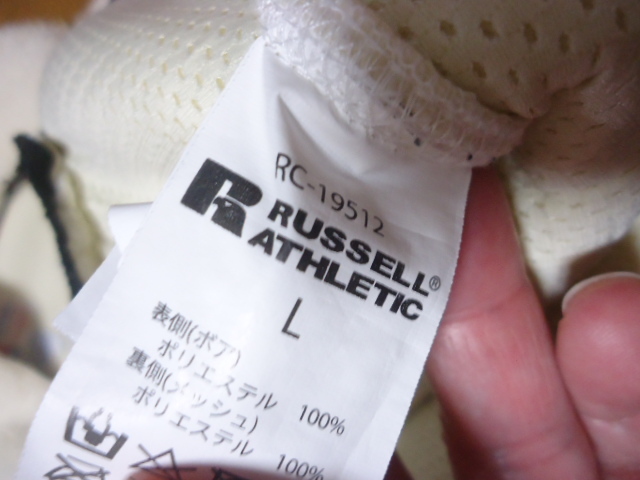 RC-19512
RUSSELL®
ATHLETIC
L
表側(ボア)
ポリエステル 100%
裏側(メッシュ)
ポリエステル 100%